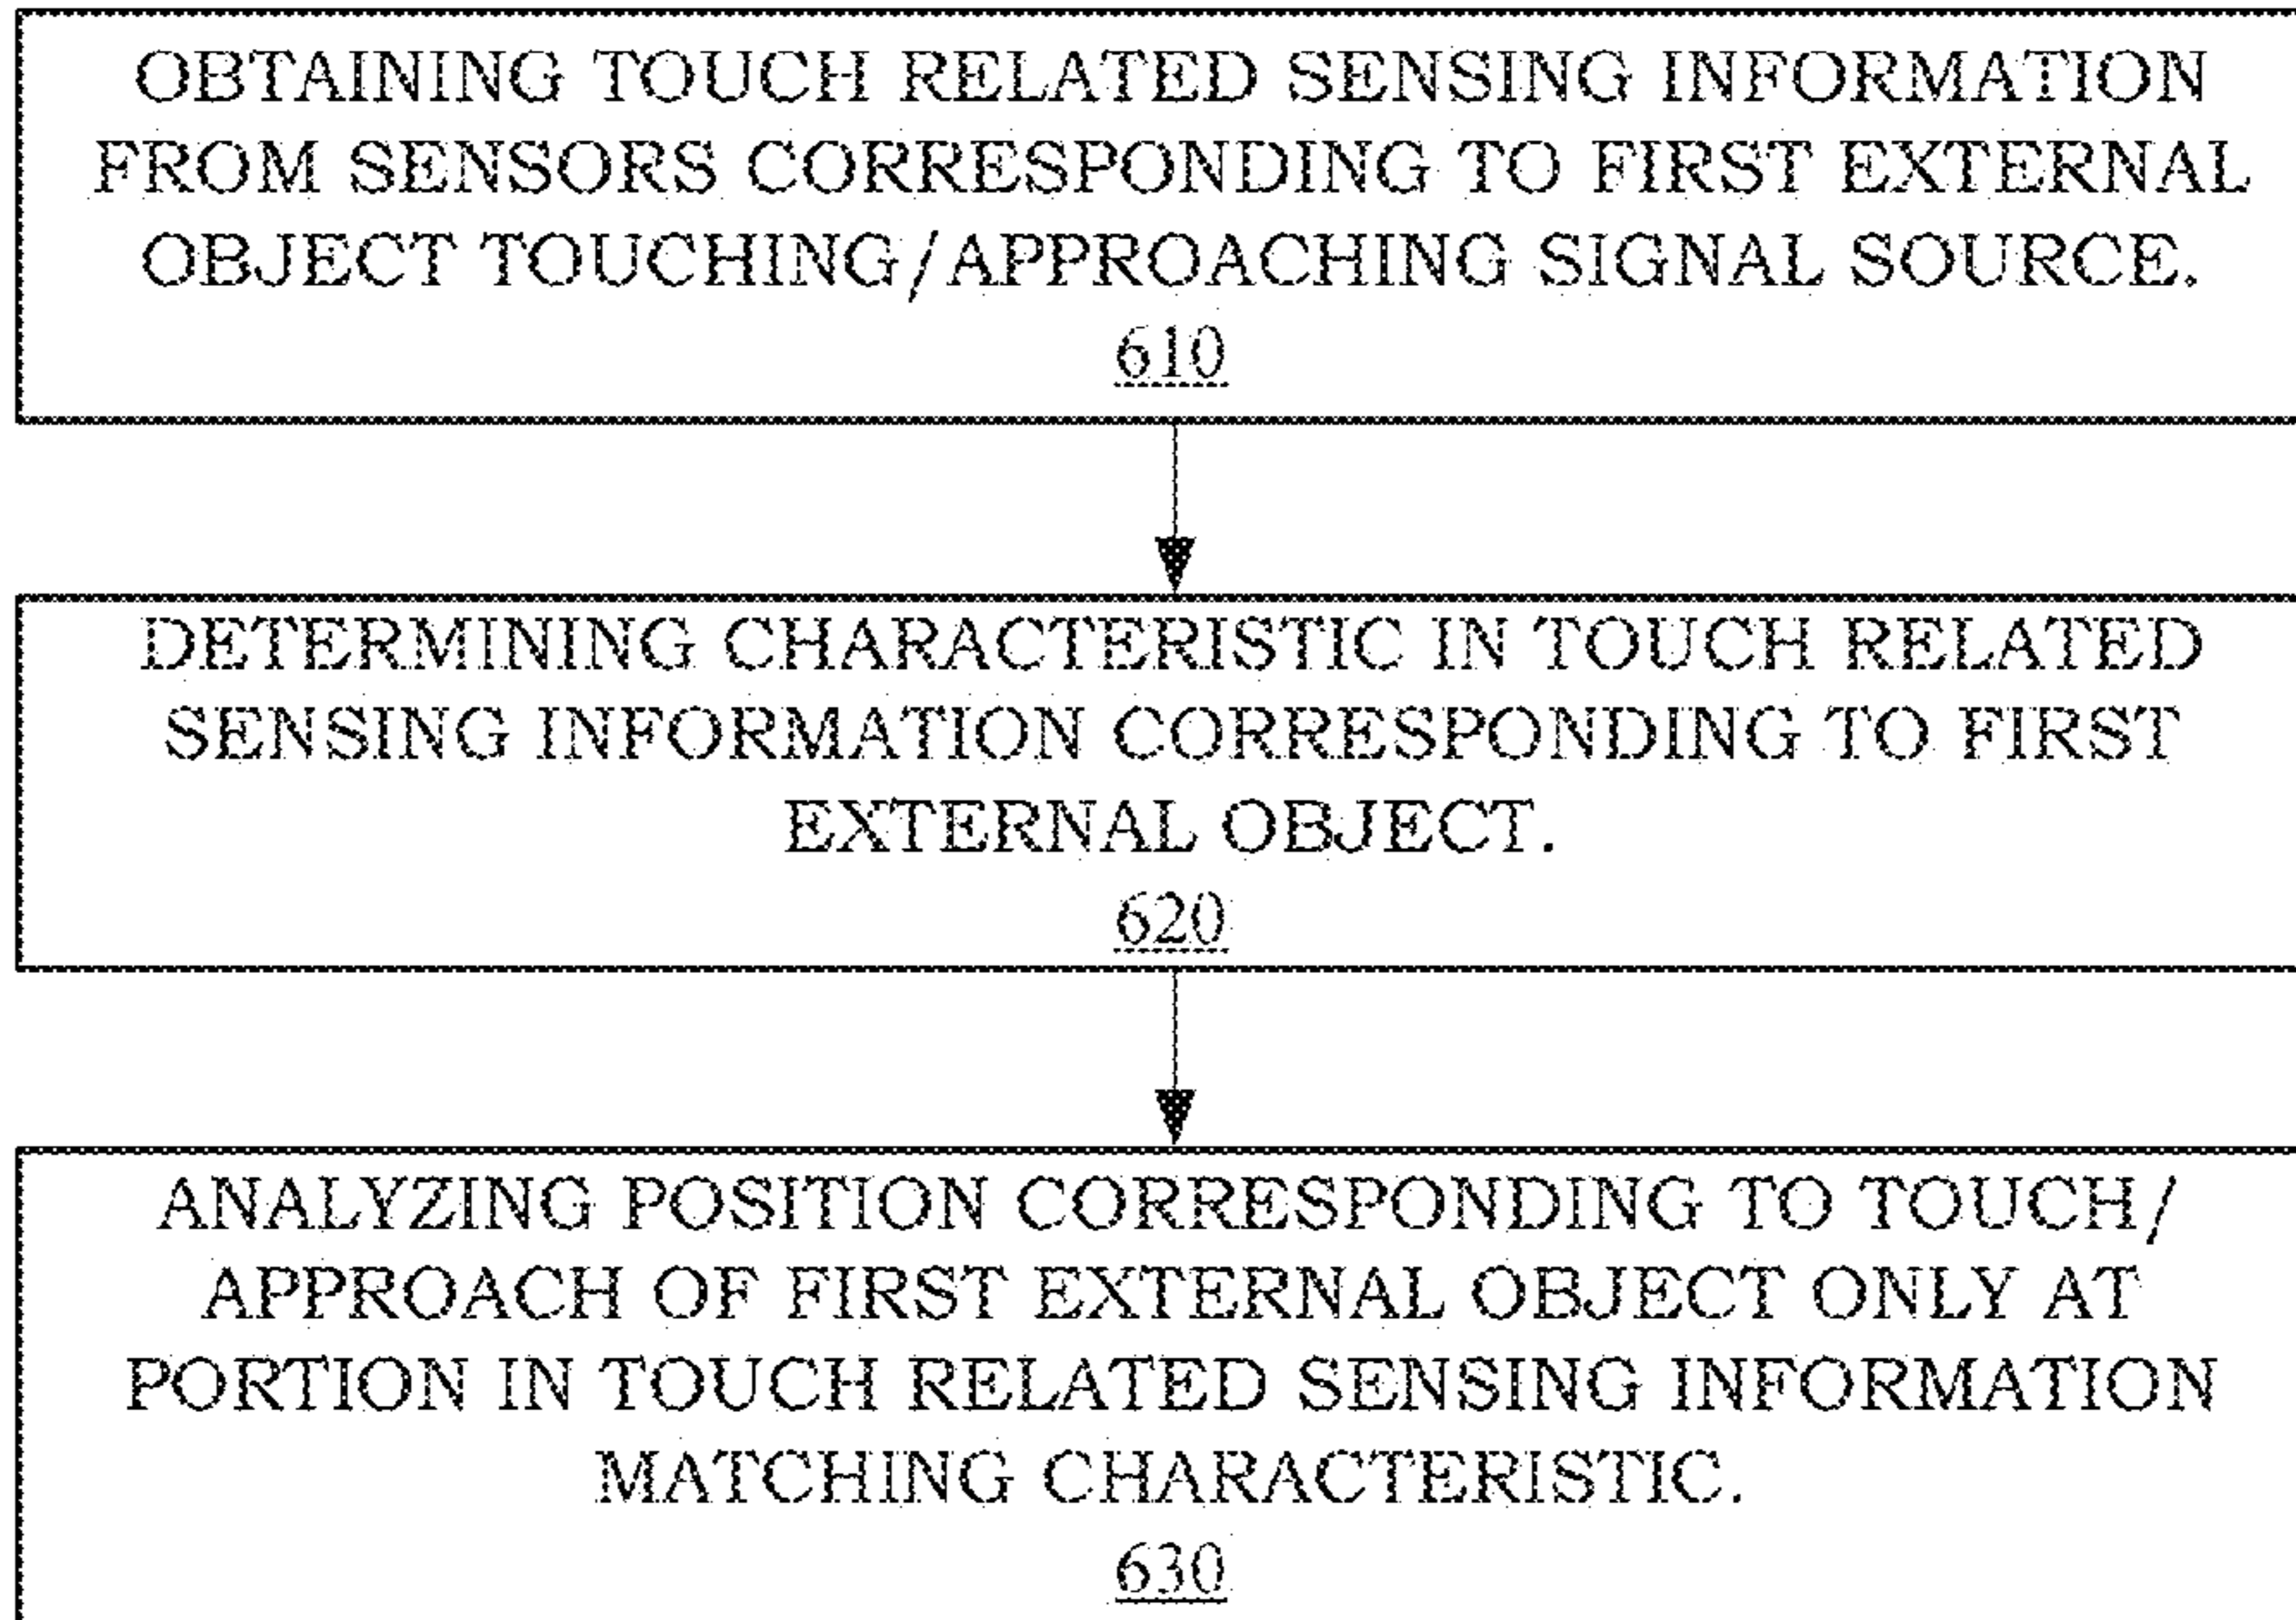 OBTAINING TOUCH RELATED SENSING INFORMATION
FROM SENSORS CORRESPONDING TO FIRST EXTERNAL
OBJECT TOUCHING/APPROACHING SIGNAL SOURCE.
610
DETERMINING CHARACTERISTIC IN TOUCH RELATED
SENSING INFORMATION CORRESPONDING TO FIRST
EXTERNAL OBJECT.
620
ANALYZING POSITION CORRESPONDING TO TOUCH/
APPROACH OF FIRST EXTERNAL OBJECT ONLY AT
PORTION IN TOUCH RELATED SENSING INFORMATION
MATCHING CHARACTERISTIC.
630